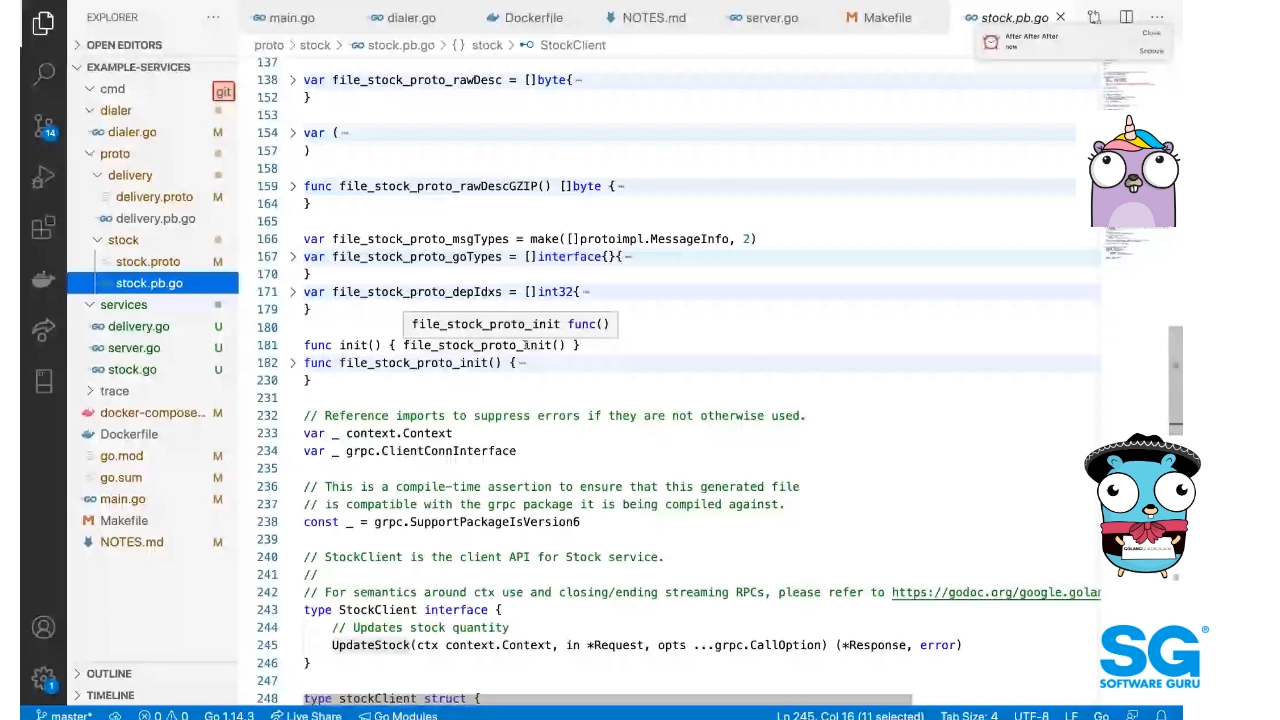 EXPLORER
OPEN EDITORS
EXAMPLE-SERVICES
cmd
git
dialer
dialer.go M
proto
delivery
delivery.proto M
delivery.pb.go
stock
stock.proto M
stock.pb.go
services
delivery.go U
server.go U
stock.go U
trace
docker-compose... M
Dockerfile
go.mod M
go.sum M
main.go M
Makefile
NOTES.md M
OUTLINE
TIMELINE
14
1
main.go dialer.go Dockerfile NOTES.md server.go Makefile stock.pb.go
proto > stock > stock.pb.go > {} stock > StockClient
After After After
now
Close
Snooze
137
138 var file_stock_proto_rawDesc = []byte{…
152 }
153
154 var (…
157 )
158
159 func file_stock_proto_rawDescGZIP() []byte {…
164 }
165
166 var file_stock_proto_msgTypes = make([]protoimpl.MessageInfo, 2)
167 var file_stock_proto_goTypes = []interface{}{…
170 }
171 var file_stock_proto_depIdxs = []int32{…
179 }
180
file_stock_proto_init func()
181 func init() { file_stock_proto_init() }
182 func file_stock_proto_init() {…
230 }
231
232 // Reference imports to suppress errors if they are not otherwise used.
233 var _ context.Context
234 var _ grpc.ClientConnInterface
235
236 // This is a compile-time assertion to ensure that this generated file
237 // is compatible with the grpc package it is being compiled against.
238 const _ = grpc.SupportPackageIsVersion6
239
240 // StockClient is the client API for Stock service.
241 //
242 // For semantics around ctx use and closing/ending streaming RPCs, please refer to https://godoc.org/google.golan
243 type StockClient interface {
244 // Updates stock quantity
245 UpdateStock(ctx context.Context, in *Request, opts ...grpc.CallOption) (*Response, error)
246 }
247
248 type stockClient struct {
GOLANG
SG®
SOFTWARE GURU
master* 0 0 Go 1.14.3 Live Share Go Modules Ln 245, Col 16 (11 selected) Tab Size: 4 UTF-8 LF Go